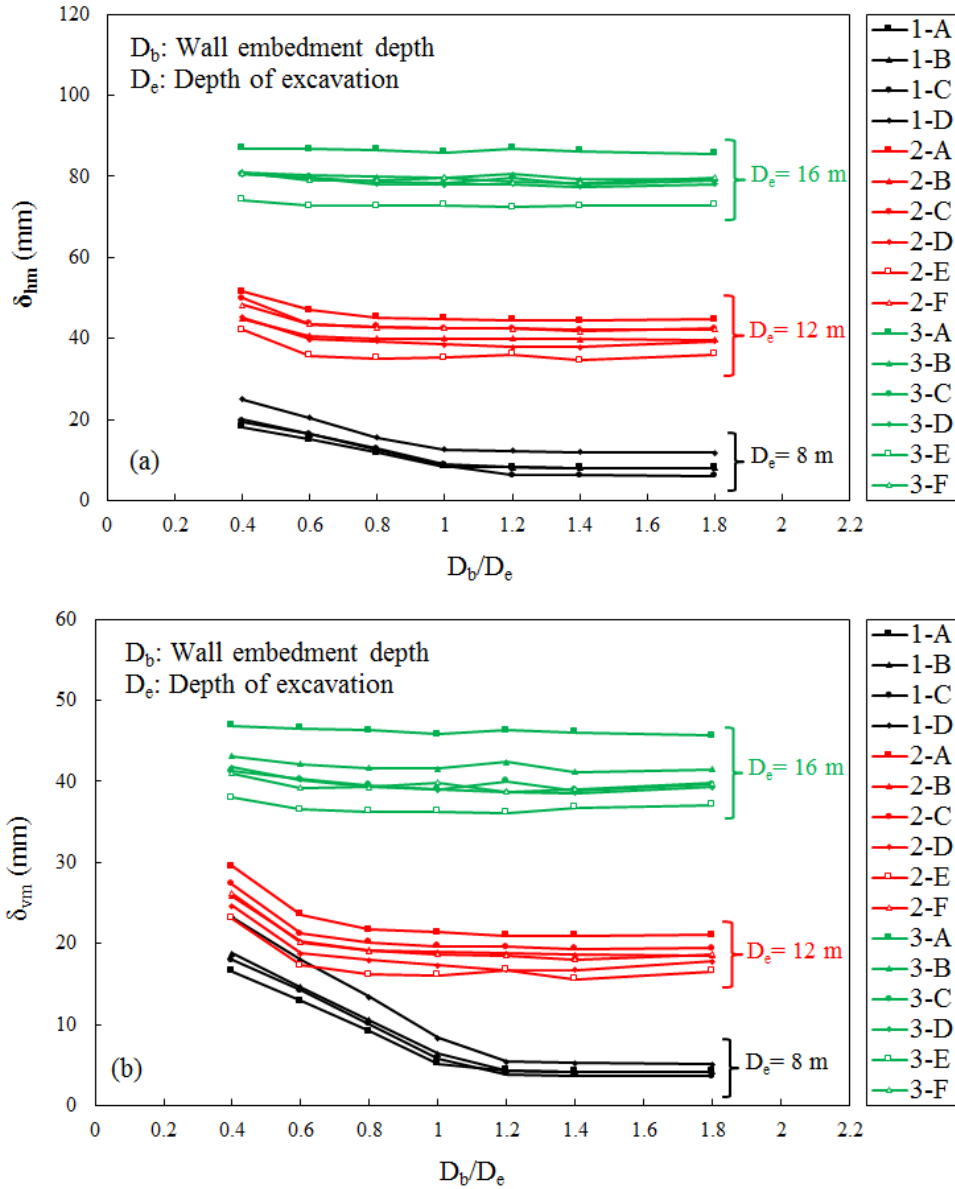 120
100
80
60
40
20
0
δhm (mm)
Db: Wall embedment depth
De: Depth of excavation
De= 16 m
De= 12 m
De= 8 m
(a)
0 0.2 0.4 0.6 0.8 1 1.2 1.4 1.6 1.8 2 2.2
Db/De
1-A
1-B
1-C
1-D
2-A
2-B
2-C
2-D
2-E
2-F
3-A
3-B
3-C
3-D
3-E
3-F
60
50
40
30
20
10
0
δvm (mm)
Db: Wall embedment depth
De: Depth of excavation
De= 16 m
De= 12 m
De= 8 m
(b)
0 0.2 0.4 0.6 0.8 1 1.2 1.4 1.6 1.8 2 2.2
Db/De
1-A
1-B
1-C
1-D
2-A
2-B
2-C
2-D
2-E
2-F
3-A
3-B
3-C
3-D
3-E
3-F